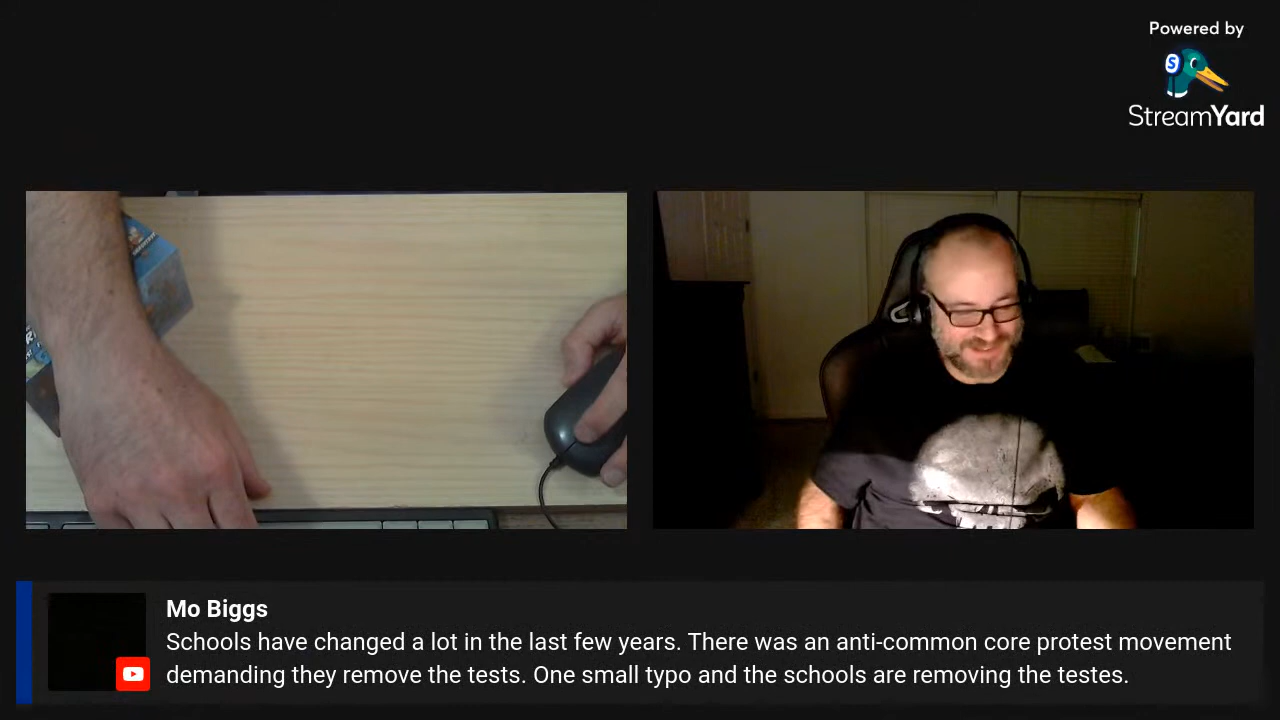 Powered by
StreamYard
Mo Biggs
Schools have changed a lot in the last few years. There was an anti-common core protest movement
demanding they remove the tests. One small typo and the schools are removing the testes.